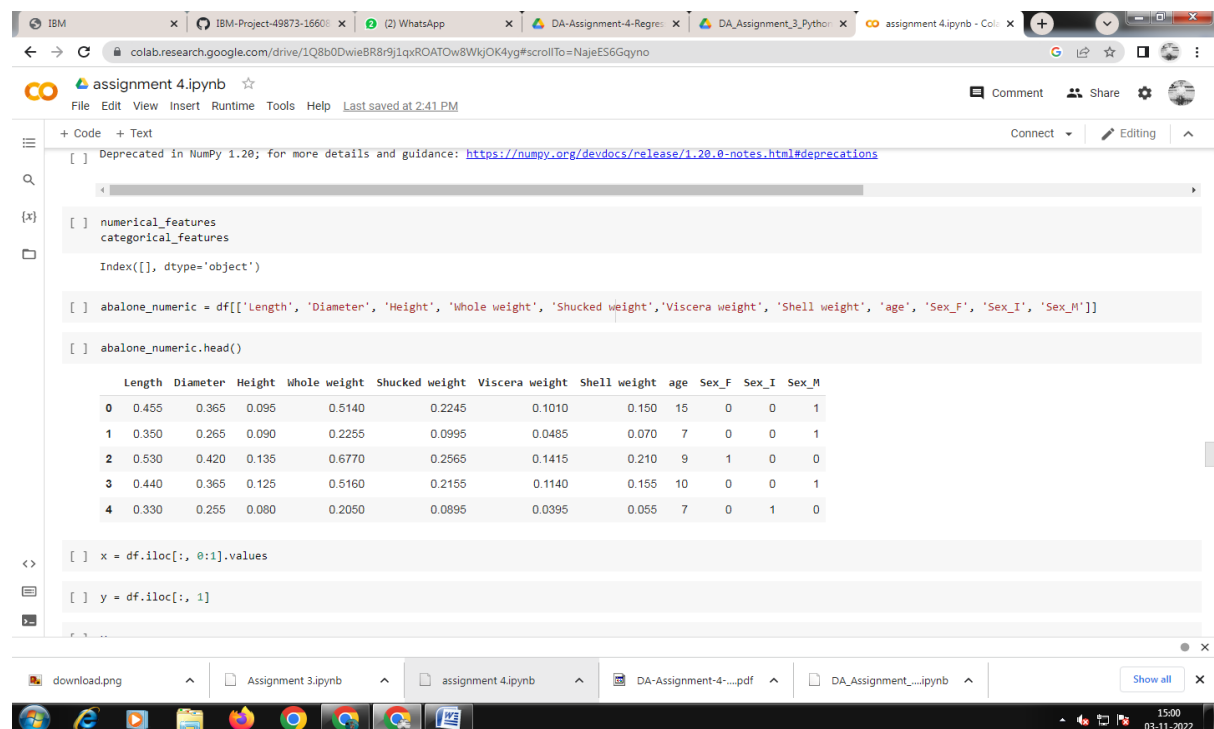 IBM
IBM-Project-49873-16608
(2) WhatsApp
DA-Assignment-4-Regres
DA_Assignment_3_Python
assignment 4.ipynb - Cola
colab.research.google.com/drive/1Q8b0DwieBR8r9j1qxROATOw8WkjOK4yg#scrollTo=NajeES6Gqyno
assignment 4.ipynb
File Edit View Insert Runtime Tools Help Last saved at 2:41 PM
Comment Share
+ Code + Text
Connect Editing
[ ] Deprecated in NumPy 1.20; for more details and guidance: https://numpy.org/devdocs/release/1.20.0-notes.html#deprecations
{x}
[ ] numerical_features
categorical_features
Index([], dtype='object')
[ ] abalone_numeric = df[['Length', 'Diameter', 'Height', 'Whole weight', 'Shucked weight','Viscera weight', 'Shell weight', 'age', 'Sex_F', 'Sex_I', 'Sex_M']]
[ ] abalone_numeric.head()
Length Diameter Height Whole weight Shucked weight Viscera weight Shell weight age Sex_F Sex_I Sex_M
0 0.455 0.365 0.095 0.5140 0.2245 0.1010 0.150 15 0 0 1
1 0.350 0.265 0.090 0.2255 0.0995 0.0485 0.070 7 0 0 1
2 0.530 0.420 0.135 0.6770 0.2565 0.1415 0.210 9 1 0 0
3 0.440 0.365 0.125 0.5160 0.2155 0.1140 0.155 10 0 0 1
4 0.330 0.255 0.080 0.2050 0.0895 0.0395 0.055 7 0 1 0
[ ] x = df.iloc[:, 0:1].values
[ ] y = df.iloc[:, 1]
download.png
Assignment 3.ipynb
assignment 4.ipynb
DA-Assignment-4-....pdf
DA_Assignment_....ipynb
Show all
15:00
03-11-2022